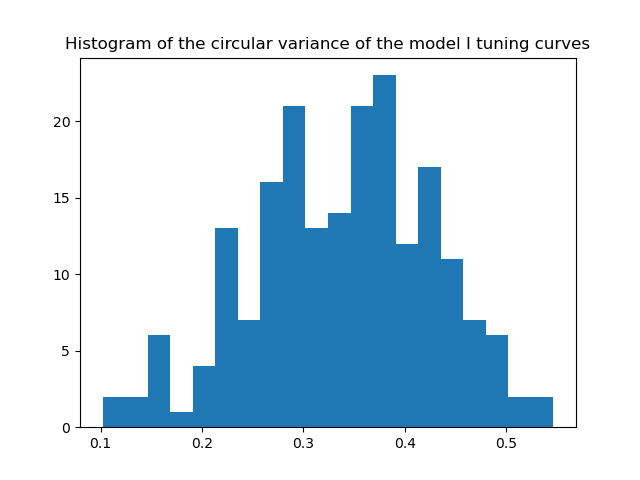 Histogram of the circular variance of the model I tuning curves
20
15
10
5
0
0.1 0.2 0.3 0.4 0.5